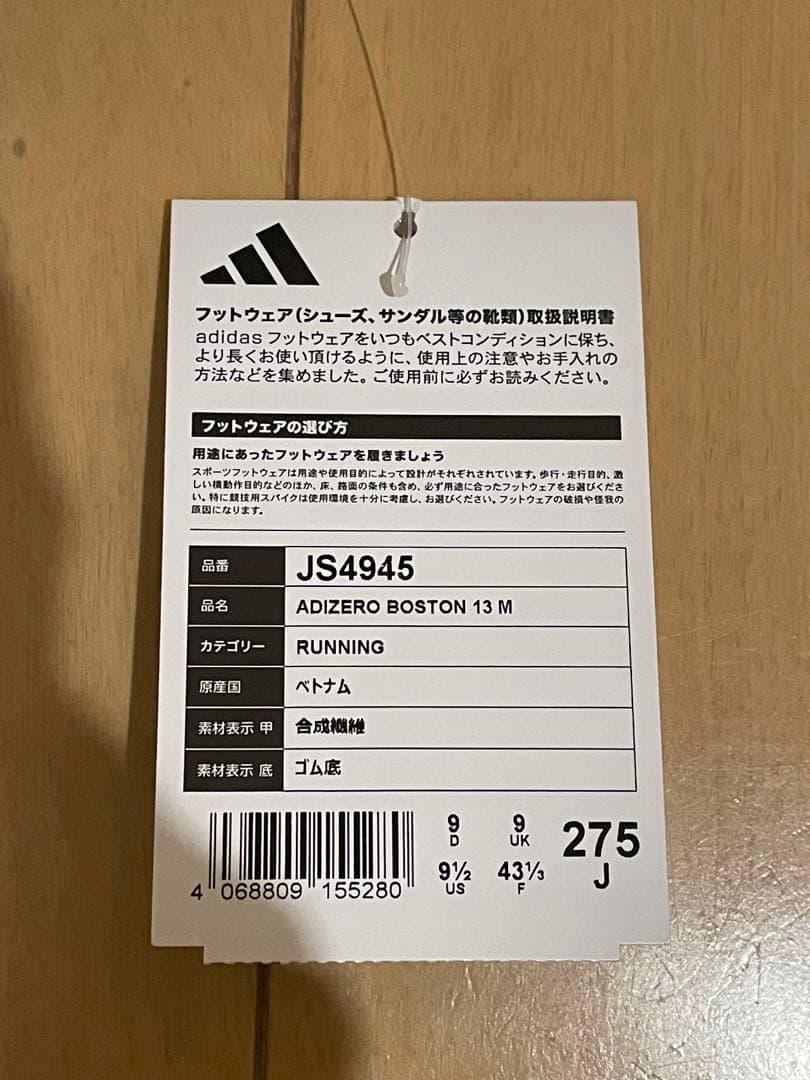 フットウェア(シューズ、サンダル等の靴類)取扱説明書
adidas フットウェアをいつもベストコンディションに保ち、
より長くお使い頂けるように、使用上の注意やお手入れの
方法などを集めました。ご使用前に必ずお読みください。
フットウェアの選び方
用途にあったフットウェアを履きましょう
スポーツフットウェアは用途や使用目的によって設計がそれぞれされています。歩行・走行目的、激
しい横動作目的などのほか、床、路面の条件も含め、必ず用途に合ったフットウェアをお選びくださ
い。特に競技用スパイクは使用環境を十分に考慮し、お選びください。フットウェアの破損や怪我の
原因になります。
品番 JS4945
品名 ADIZERO BOSTON 13 M
カテゴリー RUNNING
原産国 ベトナム
素材表示 甲 合成繊維
素材表示 底 ゴム底
9 D 9 UK 275 J
9½ US 43⅓ F
4 068809 155280